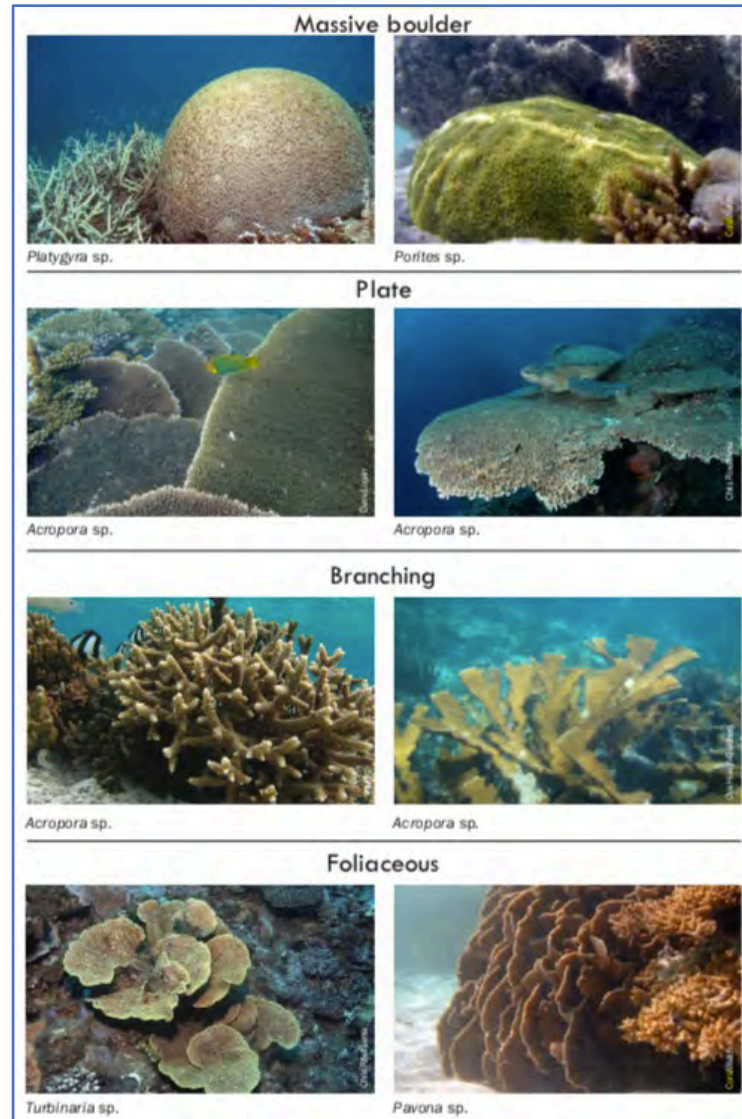 Massive boulder
Platygyra sp.
Porites sp.
Plate
Acropora sp.
Acropora sp.
Branching
Acropora sp.
Acropora sp.
Foliaceous
Turbinaria sp.
Pavona sp.